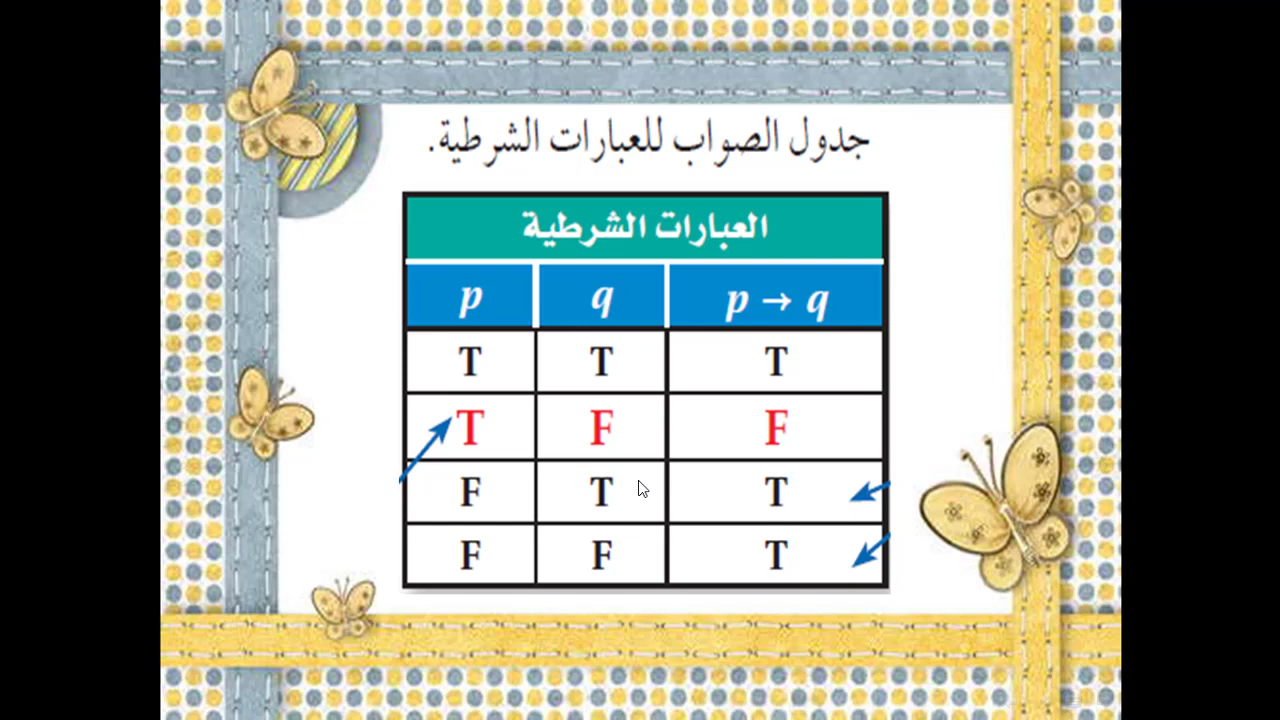 جدول الصواب للعبارات الشرطية.
العبارات الشرطية
p q p → q
T T T
T F F
F T T
F F T